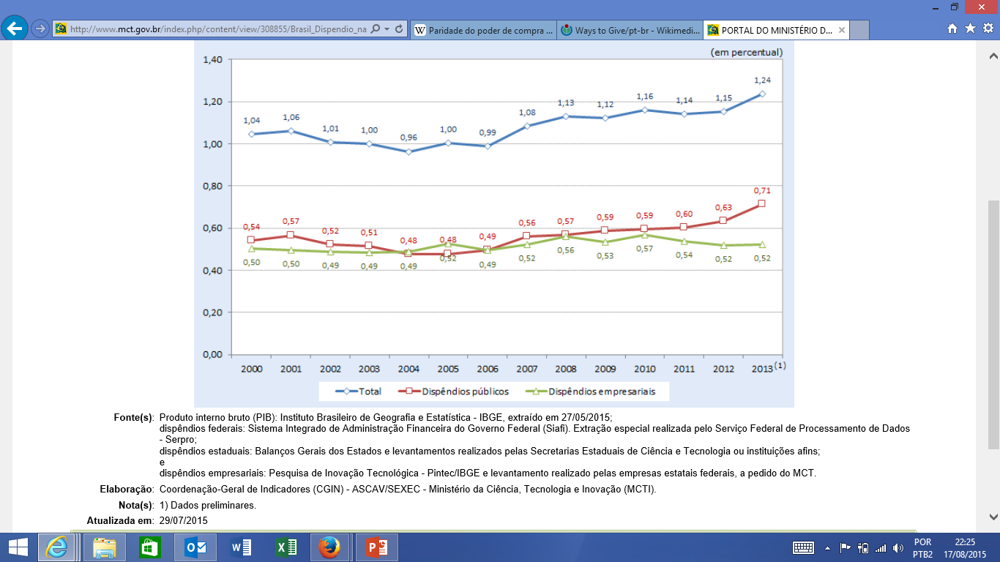 http://www.mct.gov.br/index.php/content/view/308855/Brasil_Dispendio_na
Paridade do poder de compra ...
Ways to Give/pt-br - Wikimedi...
PORTAL DO MINISTÉRIO D...
(em percentual)
1,40
1,20
1,00
0,80
0,60
0,40
0,20
0,00
1,04 1,06 1,01 1,00 0,96 1,00 0,99 1,08 1,13 1,12 1,16 1,14 1,15 1,24
0,54 0,57 0,52 0,51 0,48 0,48 0,49 0,56 0,57 0,59 0,59 0,60 0,63 0,71
0,50 0,50 0,49 0,49 0,49 0,52 0,49 0,52 0,56 0,53 0,57 0,54 0,52 0,52
2000 2001 2002 2003 2004 2005 2006 2007 2008 2009 2010 2011 2012 2013 (1)
Total Dispêndios públicos Dispêndios empresariais
Fonte(s): Produto interno bruto (PIB): Instituto Brasileiro de Geografia e Estatística - IBGE, extraído em 27/05/2015;
dispêndios federais: Sistema Integrado de Administração Financeira do Governo Federal (Siafi). Extração especial realizada pelo Serviço Federal de Processamento de Dados
- Serpro;
dispêndios estaduais: Balanços Gerais dos Estados e levantamentos realizados pelas Secretarias Estaduais de Ciência e Tecnologia ou instituições afins;
e
dispêndios empresariais: Pesquisa de Inovação Tecnológica - Pintec/IBGE e levantamento realizado pelas empresas estatais federais, a pedido do MCT.
Elaboração: Coordenação-Geral de Indicadores (CGIN) - ASCAV/SEXEC - Ministério da Ciência, Tecnologia e Inovação (MCTI).
Nota(s): 1) Dados preliminares.
Atualizada em: 29/07/2015
POR 22:25
PTB2 17/08/2015